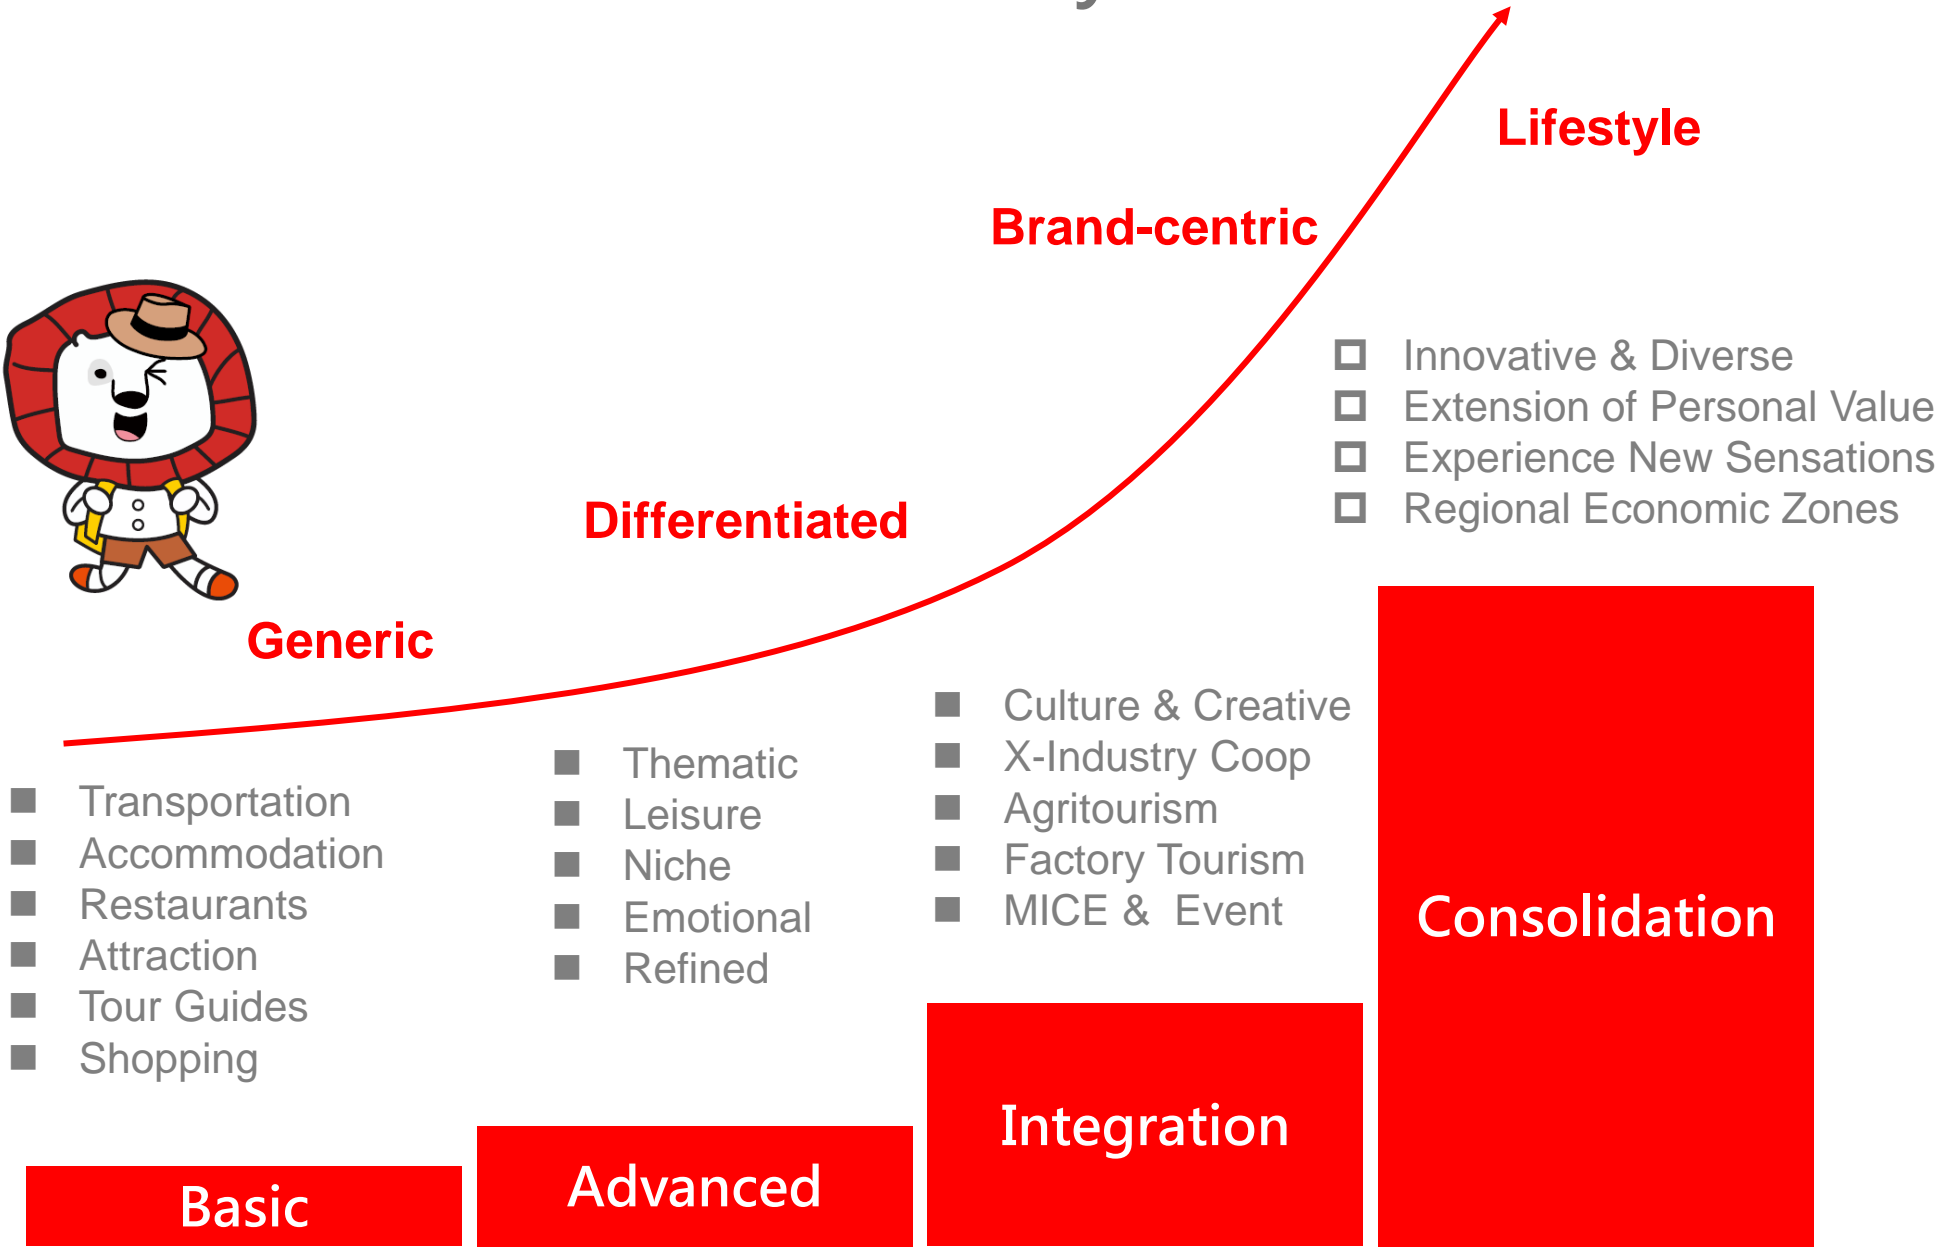 Lifestyle
Brand-centric
Differentiated
Generic
Innovative & Diverse
Extension of Personal Value
Experience New Sensations
Regional Economic Zones
Culture & Creative
X-Industry Coop
Agritourism
Factory Tourism
MICE &  Event
Thematic
Leisure
Niche
Emotional
Refined
Transportation
Accommodation
Restaurants
Attraction
Tour Guides
Shopping
Basic
Advanced
Integration
Consolidation